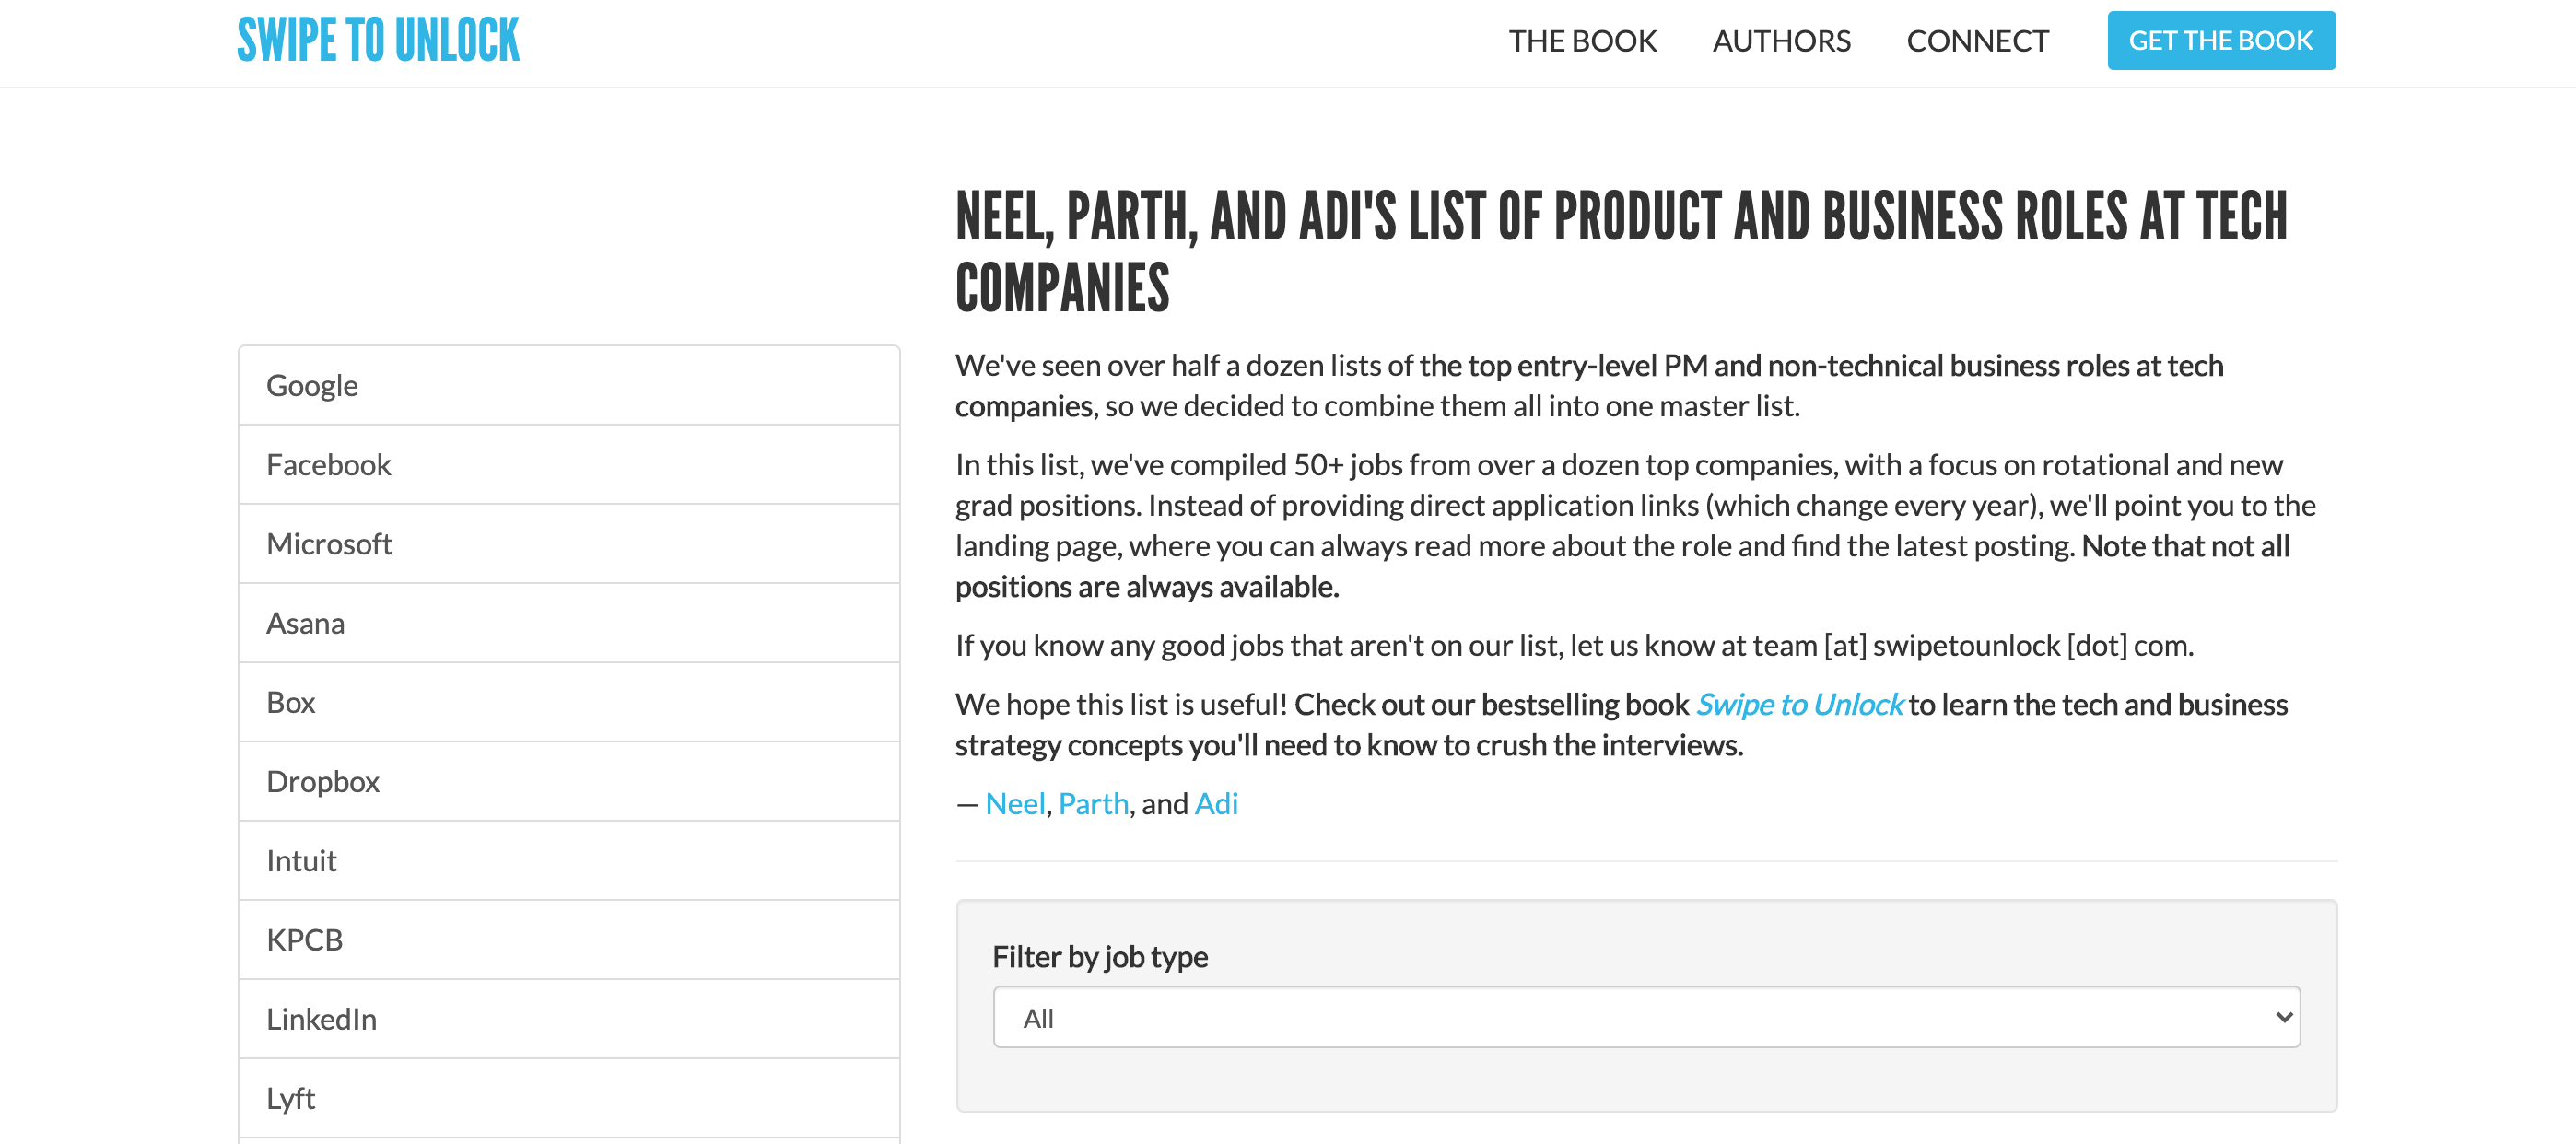 SWIPE TO UNLOCK
THE BOOK
AUTHORS
CONNECT
GET THE BOOK
Google
Facebook
Microsoft
Asana
Box
Dropbox
Intuit
KPCB
LinkedIn
Lyft
NEEL, PARTH, AND ADI'S LIST OF PRODUCT AND BUSINESS ROLES AT TECH
COMPANIES
We've seen over half a dozen lists of the top entry-level PM and non-technical business roles at tech
companies, so we decided to combine them all into one master list.
In this list, we've compiled 50+ jobs from over a dozen top companies, with a focus on rotational and new
grad positions. Instead of providing direct application links (which change every year), we'll point you to the
landing page, where you can always read more about the role and find the latest posting. Note that not all
positions are always available.
If you know any good jobs that aren't on our list, let us know at team [at] swipetounlock [dot] com.
We hope this list is useful! Check out our bestselling book Swipe to Unlock to learn the tech and business
strategy concepts you'll need to know to crush the interviews.
— Neel, Parth, and Adi
Filter by job type
All